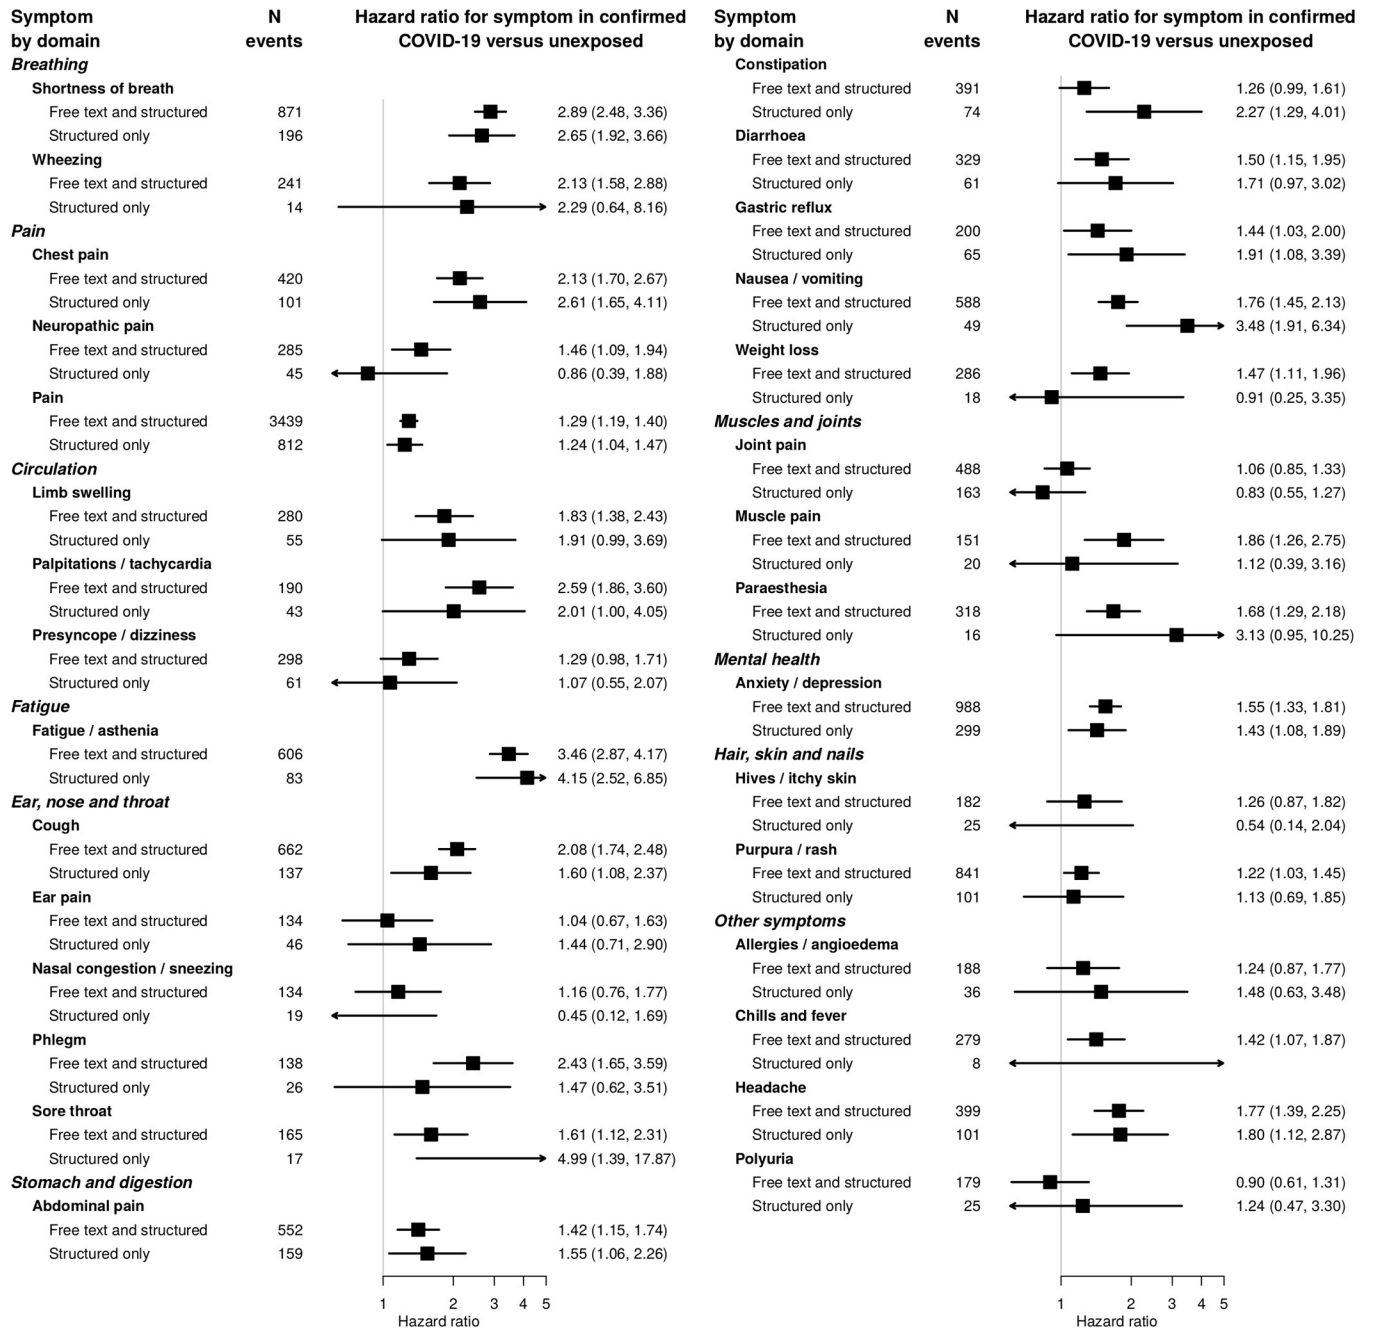 Symptom by domain N events Hazard ratio for symptom in confirmed COVID-19 versus unexposed
Breathing
Shortness of breath
Free text and structured 871 2.89 (2.48, 3.36)
Structured only 196 2.65 (1.92, 3.66)
Wheezing
Free text and structured 241 2.13 (1.58, 2.88)
Structured only 14 2.29 (0.64, 8.16)
Pain
Chest pain
Free text and structured 420 2.13 (1.70, 2.67)
Structured only 101 2.61 (1.65, 4.11)
Neuropathic pain
Free text and structured 285 1.46 (1.09, 1.94)
Structured only 45 0.86 (0.39, 1.88)
Pain
Free text and structured 3439 1.29 (1.19, 1.40)
Structured only 812 1.24 (1.04, 1.47)
Circulation
Limb swelling
Free text and structured 280 1.83 (1.38, 2.43)
Structured only 55 1.91 (0.99, 3.69)
Palpitations / tachycardia
Free text and structured 190 2.59 (1.86, 3.60)
Structured only 43 2.01 (1.00, 4.05)
Presyncope / dizziness
Free text and structured 298 1.29 (0.98, 1.71)
Structured only 61 1.07 (0.55, 2.07)
Fatigue
Fatigue / asthenia
Free text and structured 606 3.46 (2.87, 4.17)
Structured only 83 4.15 (2.52, 6.85)
Ear, nose and throat
Cough
Free text and structured 662 2.08 (1.74, 2.48)
Structured only 137 1.60 (1.08, 2.37)
Ear pain
Free text and structured 134 1.04 (0.67, 1.63)
Structured only 46 1.44 (0.71, 2.90)
Nasal congestion / sneezing
Free text and structured 134 1.16 (0.76, 1.77)
Structured only 19 0.45 (0.12, 1.69)
Phlegm
Free text and structured 138 2.43 (1.65, 3.59)
Structured only 26 1.47 (0.62, 3.51)
Sore throat
Free text and structured 165 1.61 (1.12, 2.31)
Structured only 17 4.99 (1.39, 17.87)
Stomach and digestion
Abdominal pain
Free text and structured 552 1.42 (1.15, 1.74)
Structured only 159 1.55 (1.06, 2.26)
1 2 3 4 5
Hazard ratio
Symptom by domain N events Hazard ratio for symptom in confirmed COVID-19 versus unexposed
Constipation
Free text and structured 391 1.26 (0.99, 1.61)
Structured only 74 2.27 (1.29, 4.01)
Diarrhoea
Free text and structured 329 1.50 (1.15, 1.95)
Structured only 61 1.71 (0.97, 3.02)
Gastric reflux
Free text and structured 200 1.44 (1.03, 2.00)
Structured only 65 1.91 (1.08, 3.39)
Nausea / vomiting
Free text and structured 588 1.76 (1.45, 2.13)
Structured only 49 3.48 (1.91, 6.34)
Weight loss
Free text and structured 286 1.47 (1.11, 1.96)
Structured only 18 0.91 (0.25, 3.35)
Muscles and joints
Joint pain
Free text and structured 488 1.06 (0.85, 1.33)
Structured only 163 0.83 (0.55, 1.27)
Muscle pain
Free text and structured 151 1.86 (1.26, 2.75)
Structured only 20 1.12 (0.39, 3.16)
Paraesthesia
Free text and structured 318 1.68 (1.29, 2.18)
Structured only 16 3.13 (0.95, 10.25)
Mental health
Anxiety / depression
Free text and structured 988 1.55 (1.33, 1.81)
Structured only 299 1.43 (1.08, 1.89)
Hair, skin and nails
Hives / itchy skin
Free text and structured 182 1.26 (0.87, 1.82)
Structured only 25 0.54 (0.14, 2.04)
Purpura / rash
Free text and structured 841 1.22 (1.03, 1.45)
Structured only 101 1.13 (0.69, 1.85)
Other symptoms
Allergies / angioedema
Free text and structured 188 1.24 (0.87, 1.77)
Structured only 36 1.48 (0.63, 3.48)
Chills and fever
Free text and structured 279 1.42 (1.07, 1.87)
Structured only 8
Headache
Free text and structured 399 1.77 (1.39, 2.25)
Structured only 101 1.80 (1.12, 2.87)
Polyuria
Free text and structured 179 0.90 (0.61, 1.31)
Structured only 25 1.24 (0.47, 3.30)
1 2 3 4 5
Hazard ratio